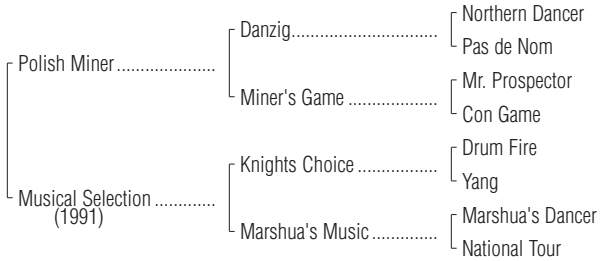 Northern Dancer
Danzig..................................
Pas de Nom
Polish Miner.......................
Mr. Prospector
Miner's Game.....................
Con Game
Drum Fire
Knights Choice...................
Yang
Musical Selection..............
(1991)
Marshua's Dancer
Marshua's Music................
National Tour